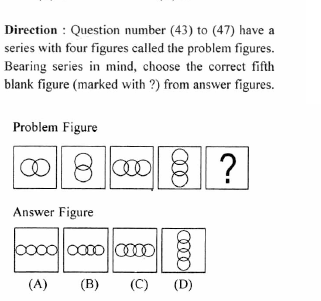 Direction : Question number (43) to (47) have a
series with four figures called the problem figures.
Bearing series in mind, choose the correct fifth
blank figure (marked with ?) from answer figures.
Problem Figure
?
Answer Figure
(A) (B) (C) (D)